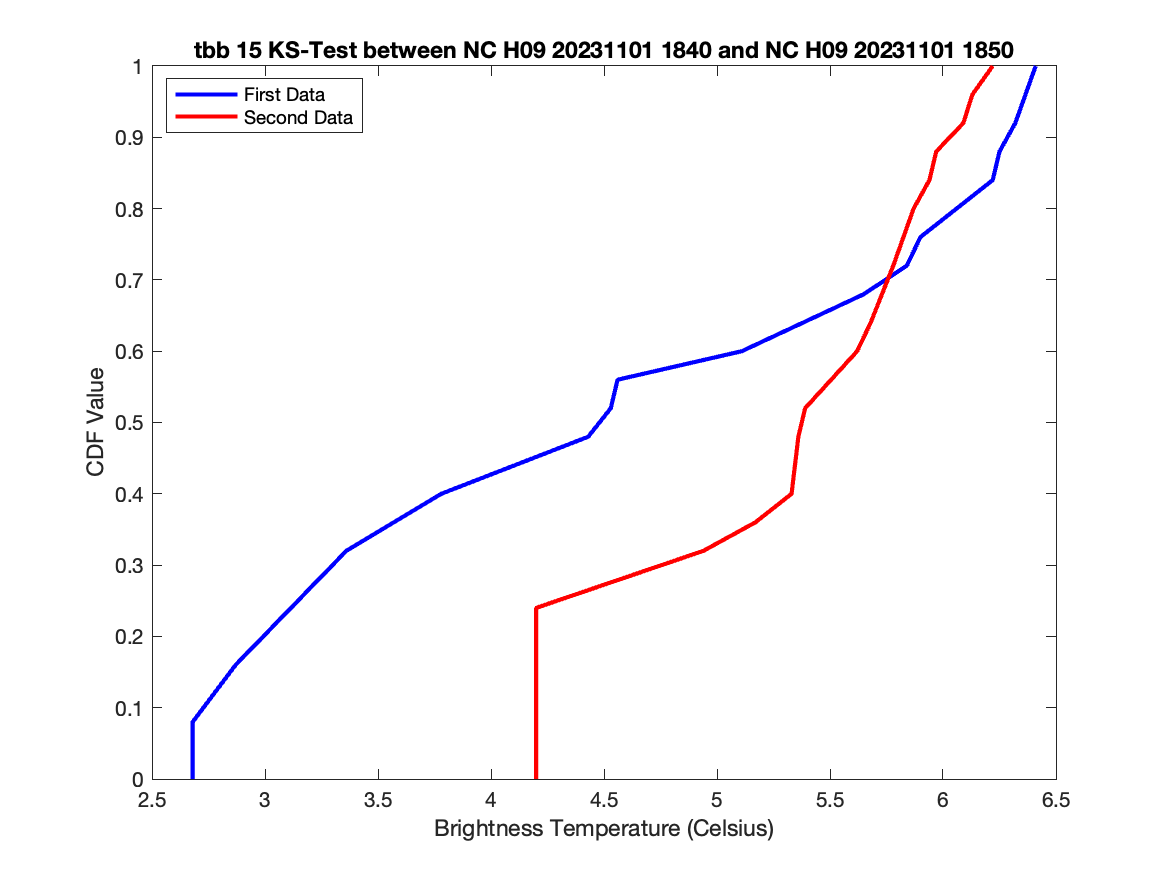 tbb 15 KS-Test between NC H09 20231101 1840 and NC H09 20231101 1850
First Data
Second Data
1
0.9
0.8
0.7
0.6
0.5
0.4
0.3
0.2
0.1
0
CDF Value
2.5 3 3.5 4 4.5 5 5.5 6 6.5
Brightness Temperature (Celsius)